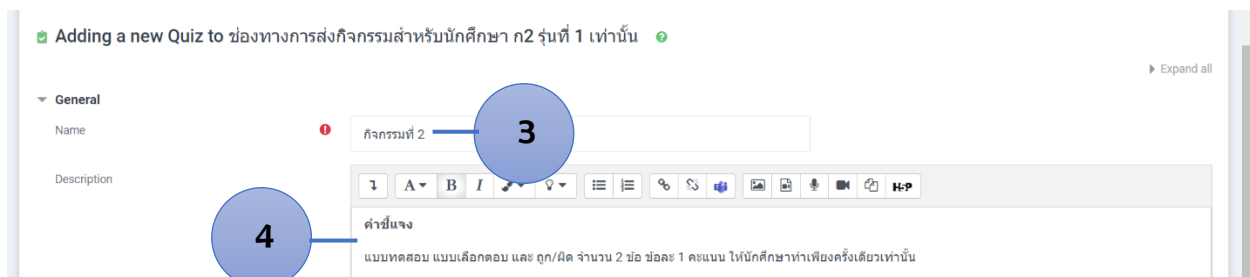 Adding a new Quiz to ช่องทางการส่งกิจกรรมสำหรับนักศึกษา ก2 รุ่นที่ 1 เท่านั้น
Expand all
General
Name
กิจกรรมที่ 2
3
Description
A B I H-P
4
คำชี้แจง
แบบทดสอบ แบบเลือกตอบ และ ถูก/ผิด จำนวน 2 ข้อ ข้อละ 1 คะแนน ให้นักศึกษาทำเพียงครั้งเดียวเท่านั้น